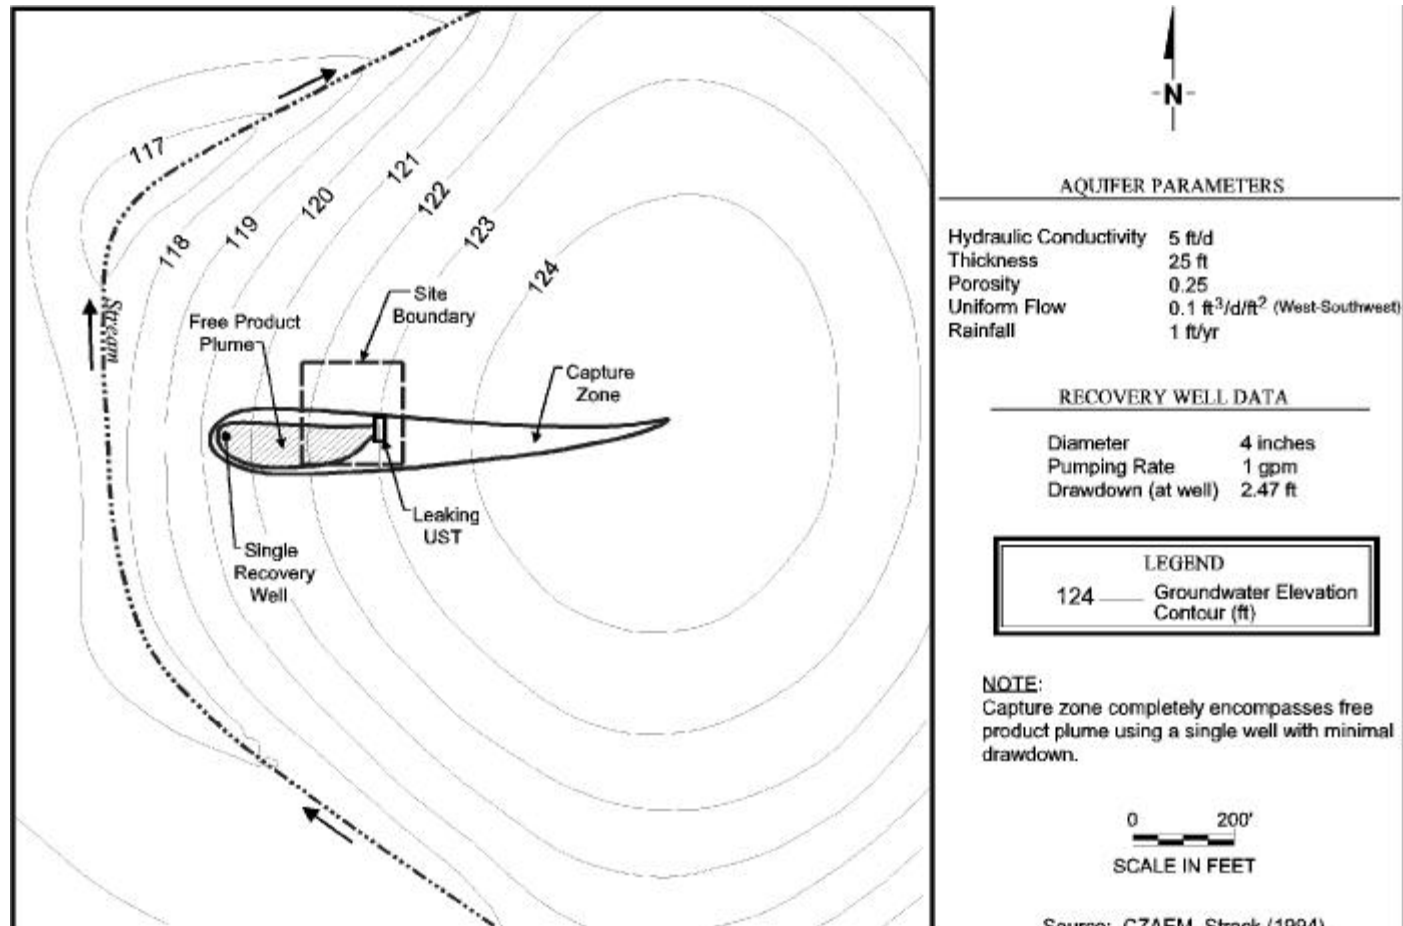 117
118
119
120
121
122
123
124
Stream
Free Product
Plume
Site
Boundary
Capture
Zone
Leaking
UST
Single
Recovery
Well
N
AQUIFER PARAMETERS
Hydraulic Conductivity 5 ft/d
Thickness 25 ft
Porosity 0.25
Uniform Flow 0.1 ft³/d/ft² (West-Southwest)
Rainfall 1 ft/yr
RECOVERY WELL DATA
Diameter 4 inches
Pumping Rate 1 gpm
Drawdown (at well) 2.47 ft
LEGEND
124 Groundwater Elevation
Contour (ft)
NOTE:
Capture zone completely encompasses free
product plume using a single well with minimal
drawdown.
0 200'
SCALE IN FEET
Source: CZAEM, Strack (1994)